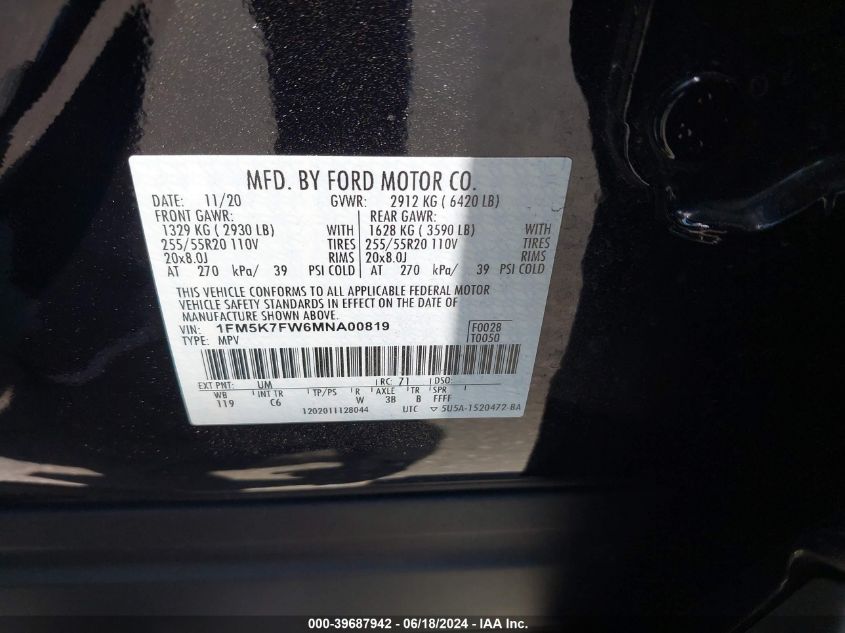 MFD. BY FORD MOTOR CO.
DATE: 11/20 GVWR: 2912 KG ( 6420 LB)
FRONT GAWR: REAR GAWR:
1329 KG ( 2930 LB) WITH 1628 KG ( 3590 LB) WITH
255/55R20 110V TIRES 255/55R20 110V TIRES
20x8.0J RIMS 20x8.0J RIMS
AT 270 kPa/ 39 PSI COLD AT 270 kPa/ 39 PSI COLD
THIS VEHICLE CONFORMS TO ALL APPLICABLE FEDERAL MOTOR
VEHICLE SAFETY STANDARDS IN EFFECT ON THE DATE OF
MANUFACTURE SHOWN ABOVE.
VIN: 1FM5K7FW6MNA00819 F0028
TYPE: MPV T0050
EXT PNT: UM RC: 71 DSO:
WB INT TR TP/PS R AXLE TR SPR
119 C6 W 3B B FFFF
1202011128044 UTC ▽ 5U5A-1520472-BA
000-39687942 / 06/18/2024 - IAA Inc.